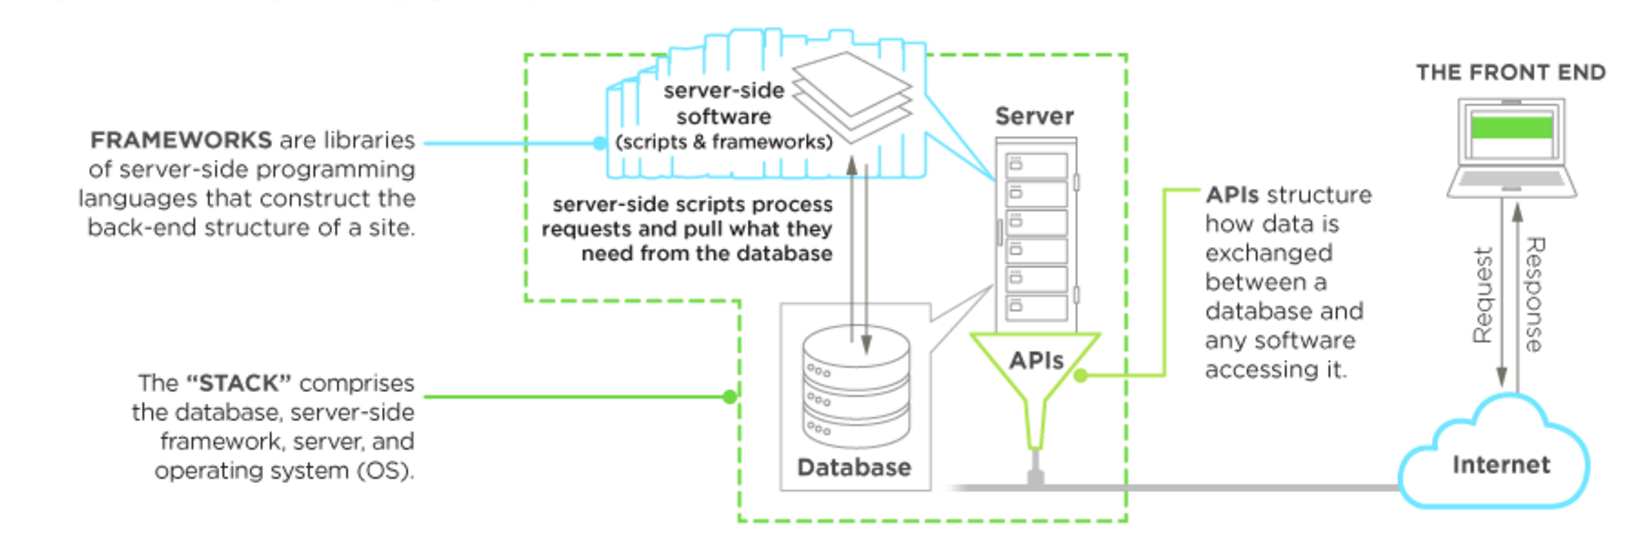 FRAMEWORKS are libraries
of server-side programming
languages that construct the
back-end structure of a site.
The “STACK” comprises
the database, server-side
framework, server, and
operating system (OS).
server-side
software
(scripts & frameworks)
server-side scripts process
requests and pull what they
need from the database
Database
Server
APIs
APIs structure
how data is
exchanged
between a
database and
any software
accessing it.
THE FRONT END
Request
Response
Internet